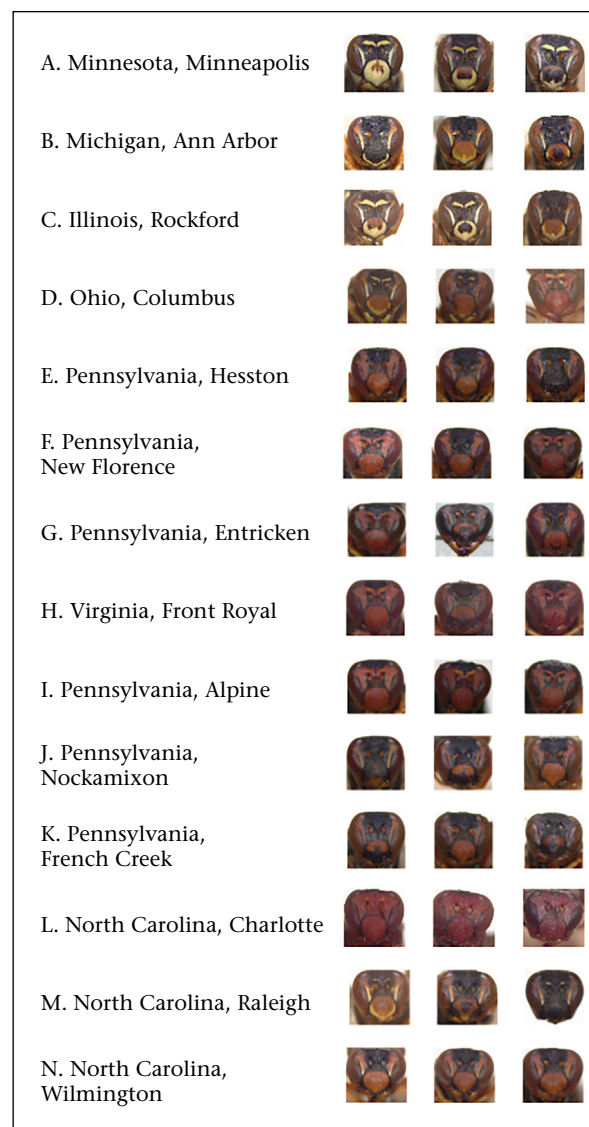 A. Minnesota, Minneapolis
B. Michigan, Ann Arbor
C. Illinois, Rockford
D. Ohio, Columbus
E. Pennsylvania, Hesston
F. Pennsylvania,
New Florence
G. Pennsylvania, Entricken
H. Virginia, Front Royal
I. Pennsylvania, Alpine
J. Pennsylvania,
Nockamixon
K. Pennsylvania,
French Creek
L. North Carolina, Charlotte
M. North Carolina, Raleigh
N. North Carolina,
Wilmington